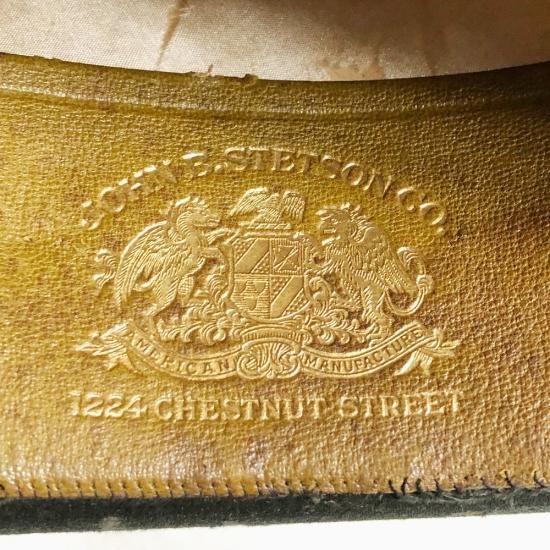 JOHN B. STETSON CO.
AMERICAN MANUFACTURE
1224 CHESTNUT STREET